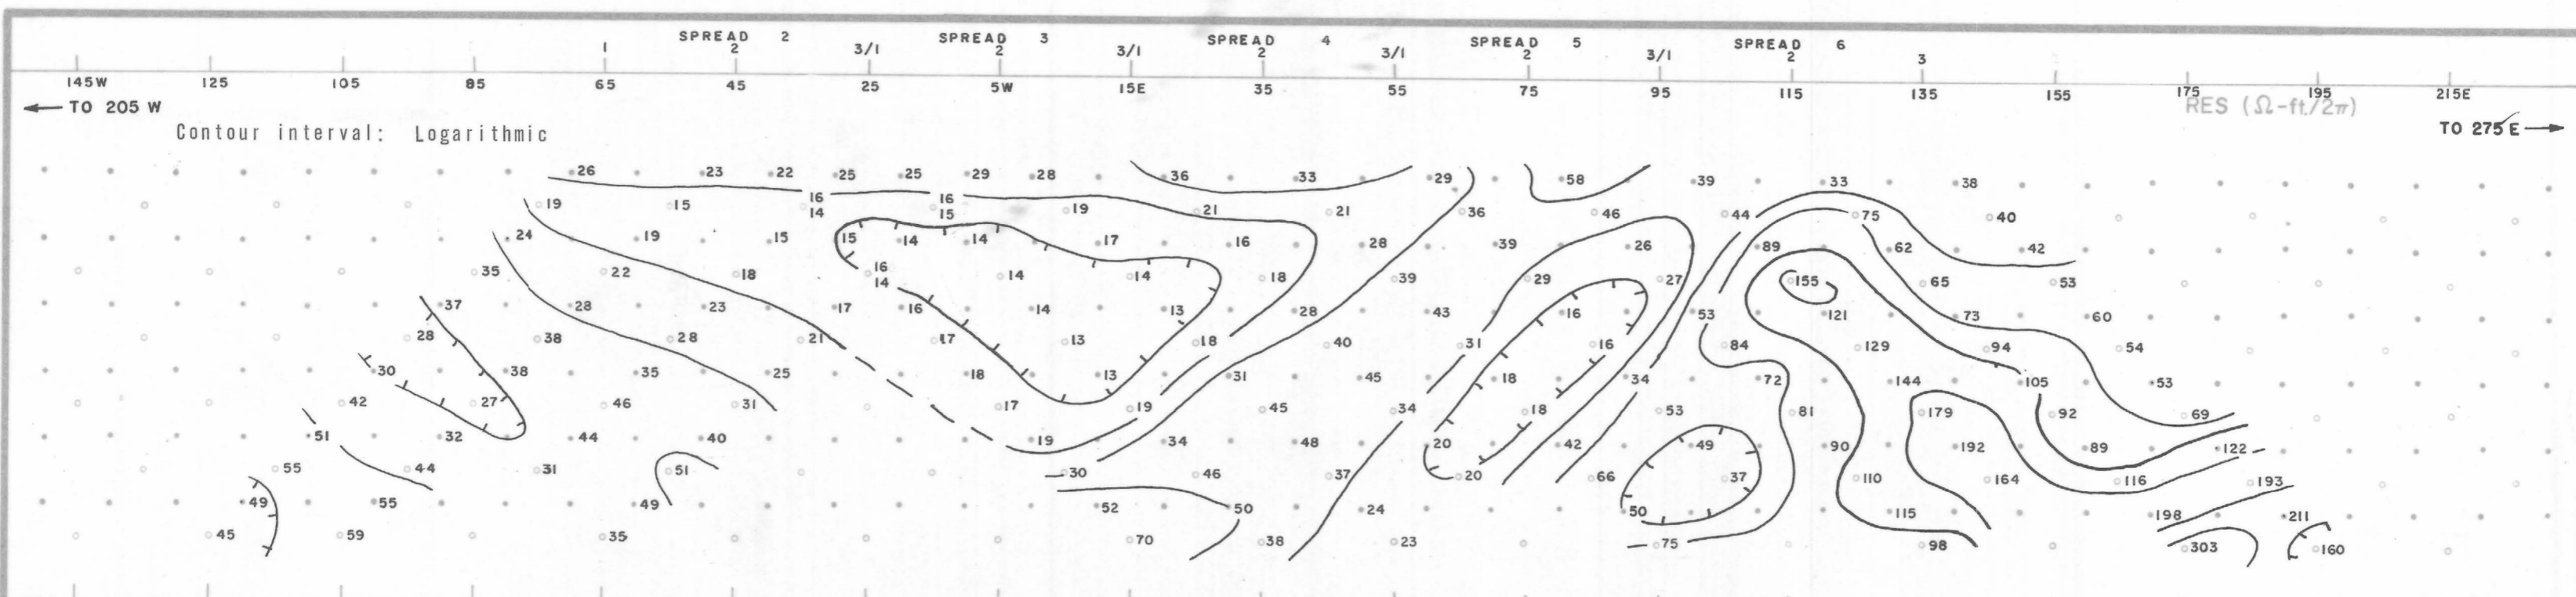 SPREAD 2 SPREAD 3 SPREAD 4 SPREAD 5 SPREAD 6
1 2 3/1 2 3/1 2 3/1 2 3/1 2 3
145W 125 105 85 65 45 25 5W 15E 35 55 75 95 115 135 155 175 195 215E
← TO 205 W
RES (Ω-ft./2π)
TO 275 E →
Contour interval: Logarithmic
26 23 22 25 25 29 28 36 33 29 58 39 33 38
19 15 16 14 16 15 19 21 21 36 46 44 75 40
24 19 15 15 14 14 17 16 28 39 26 89 62 42
35 22 18 16 14 14 14 18 39 29 27 155 65 53
37 28 23 17 16 14 13 28 43 16 53 121 73 60
28 38 28 21 17 13 18 40 31 16 84 129 94 54
30 38 35 25 18 13 31 45 18 34 72 144 105 53
42 27 46 31 17 19 45 34 18 53 81 179 92 69
51 32 44 40 19 34 48 20 42 49 90 192 89 122
55 44 31 51 30 46 37 20 66 37 110 164 116 193
49 55 49 52 50 24 50 115 198 211
45 59 35 70 38 23 75 98 303 160